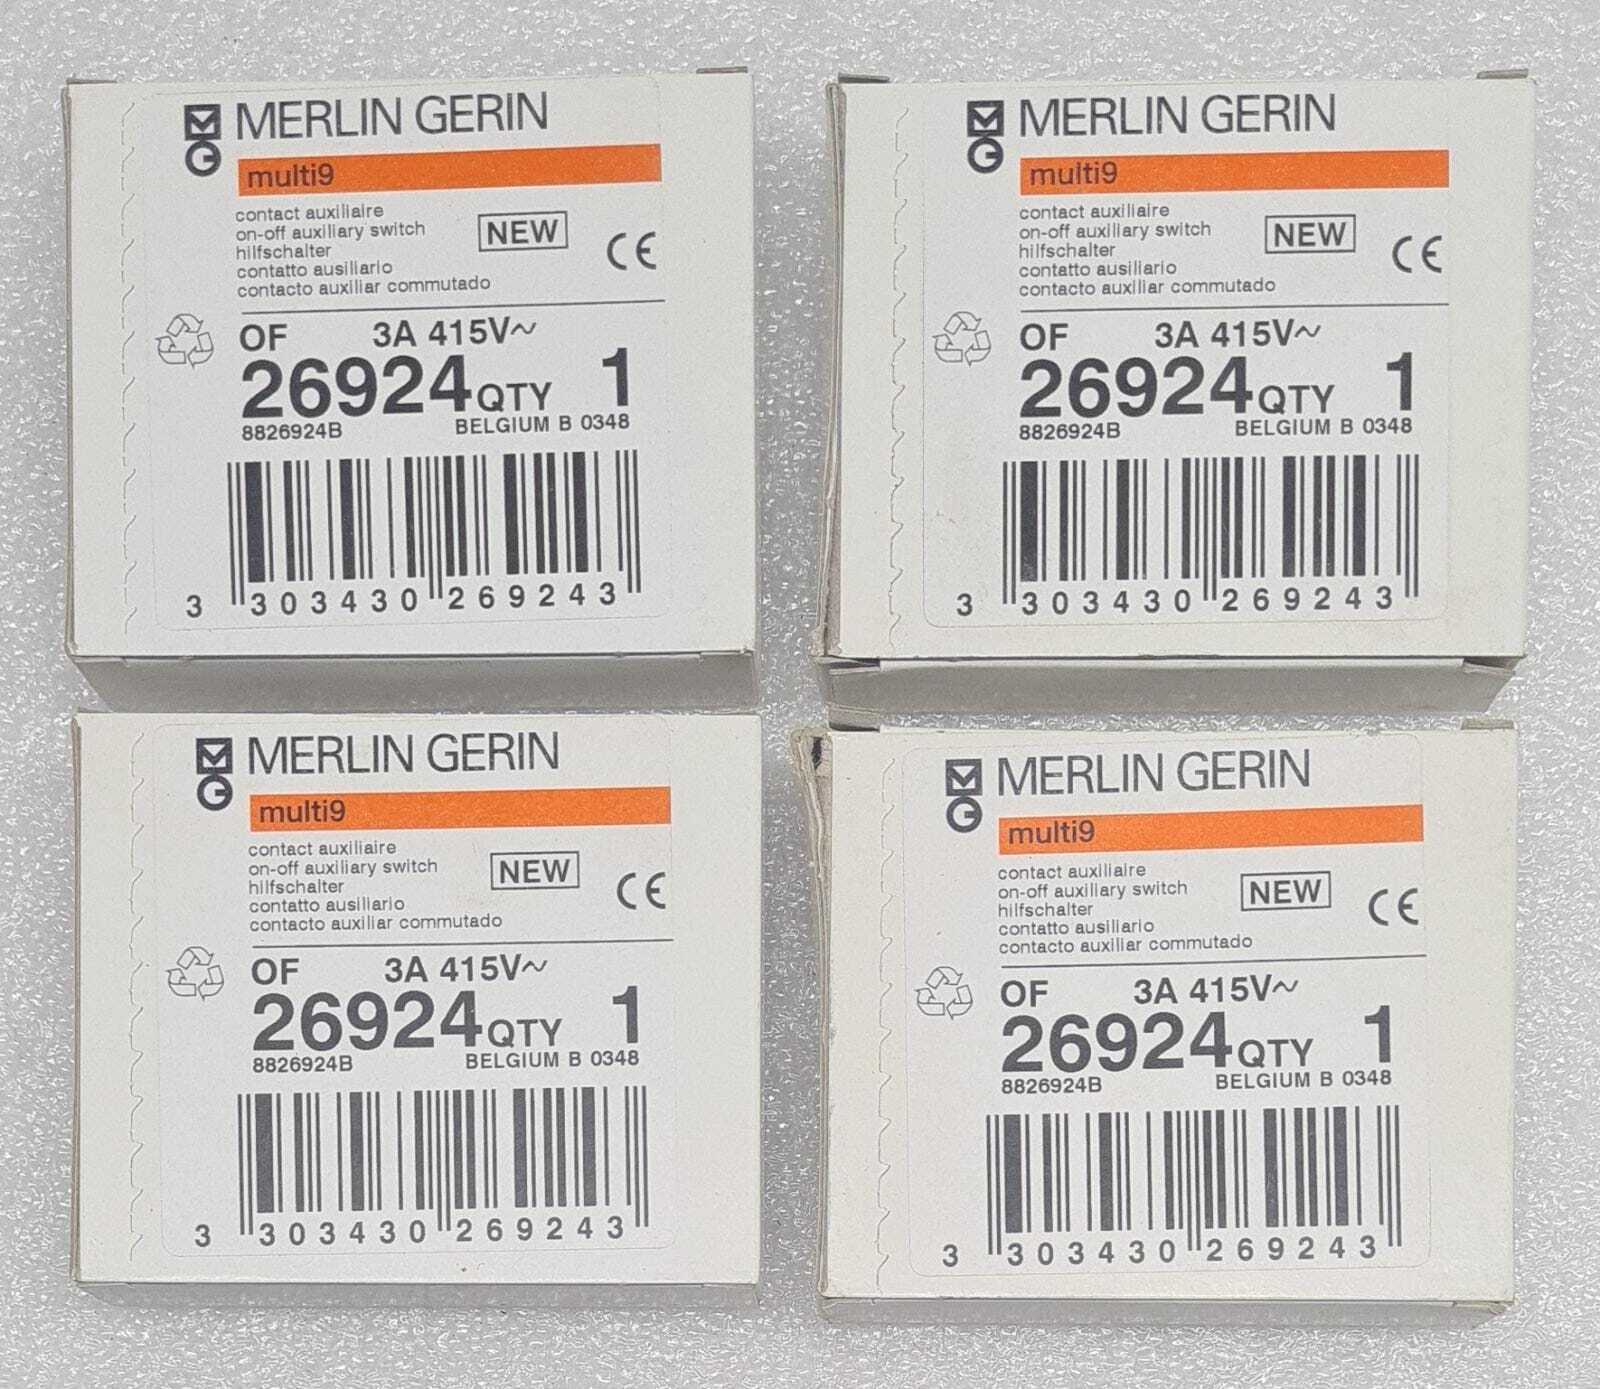 MERLIN GERIN
multi9
contact auxiliaire
on-off auxiliary switch
hilfschalter
contatto ausiliario
contacto auxiliar commutado
NEW
CE
OF 3A 415V~
26924 QTY 1
8826924B BELGIUM B 0348
3 303430 269243
MERLIN GERIN
multi9
contact auxiliaire
on-off auxiliary switch
hilfschalter
contatto ausiliario
contacto auxiliar commutado
NEW
CE
OF 3A 415V~
26924 QTY 1
8826924B BELGIUM B 0348
3 303430 269243
MERLIN GERIN
multi9
contact auxiliaire
on-off auxiliary switch
hilfschalter
contatto ausiliario
contacto auxiliar commutado
NEW
CE
OF 3A 415V~
26924 QTY 1
8826924B BELGIUM B 0348
3 303430 269243
MERLIN GERIN
multi9
contact auxiliaire
on-off auxiliary switch
hilfschalter
contatto ausiliario
contacto auxiliar commutado
NEW
CE
OF 3A 415V~
26924 QTY 1
8826924B BELGIUM B 0348
3 303430 269243